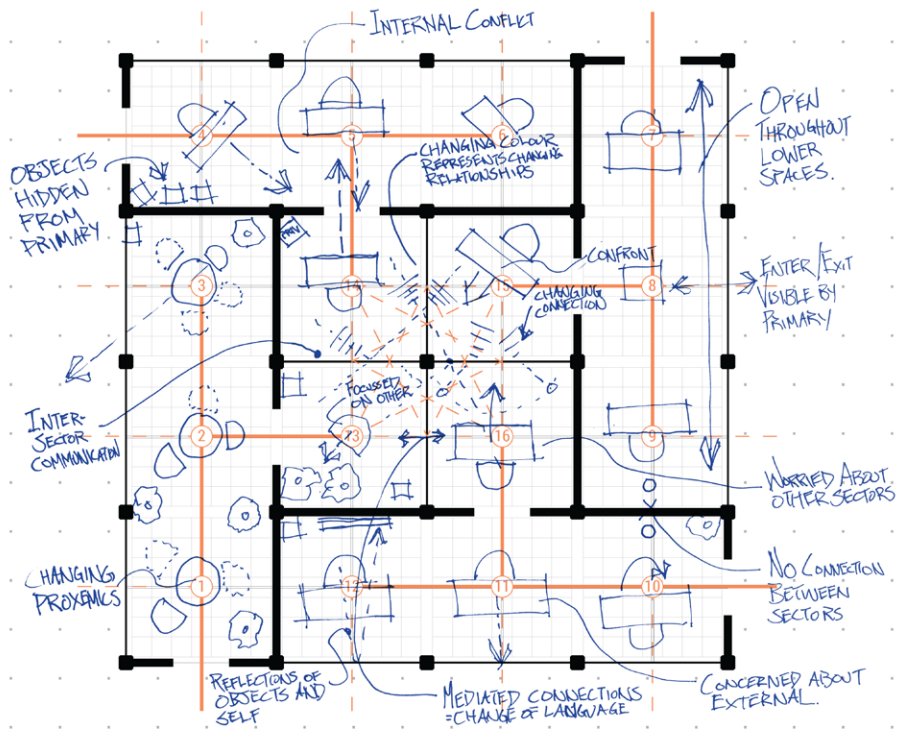 INTERNAL CONFLICT
4
5
6
7
CHANGING COLOUR
REPRESENTS CHANGING
RELATIONSHIPS
OPEN
THROUGHOUT
LOWER
SPACES.
OBJECTS
HIDDEN
FROM
PRIMARY
3
14
15
8
CONFRONT
CHANGING
CONNECTION
ENTER/EXIT
VISIBLE BY
PRIMARY
INTER-
SECTOR
COMMUNICATION
FOCUSSED
ON OTHER
2
13
16
9
WORRIED ABOUT
OTHER SECTORS
CHANGING
PROXEMICS
1
12
11
10
NO CONNECTION
BETWEEN
SECTORS
REFLECTIONS OF
OBJECTS AND
SELF
MEDIATED CONNECTIONS
=CHANGE OF LANGUAGE
CONCERNED ABOUT
EXTERNAL.